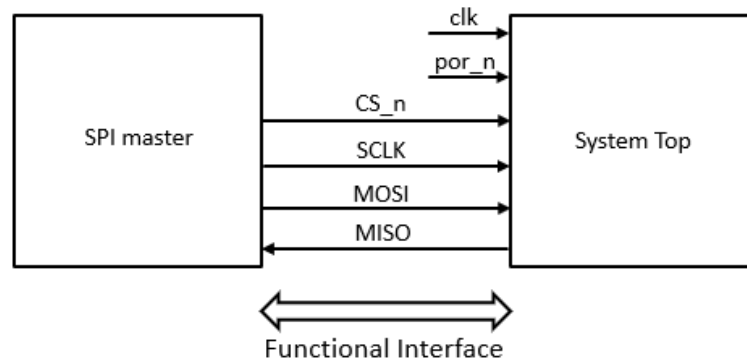 clk
por_n
CS_n
SPI master
SCLK
System Top
MOSI
MISO
Functional Interface